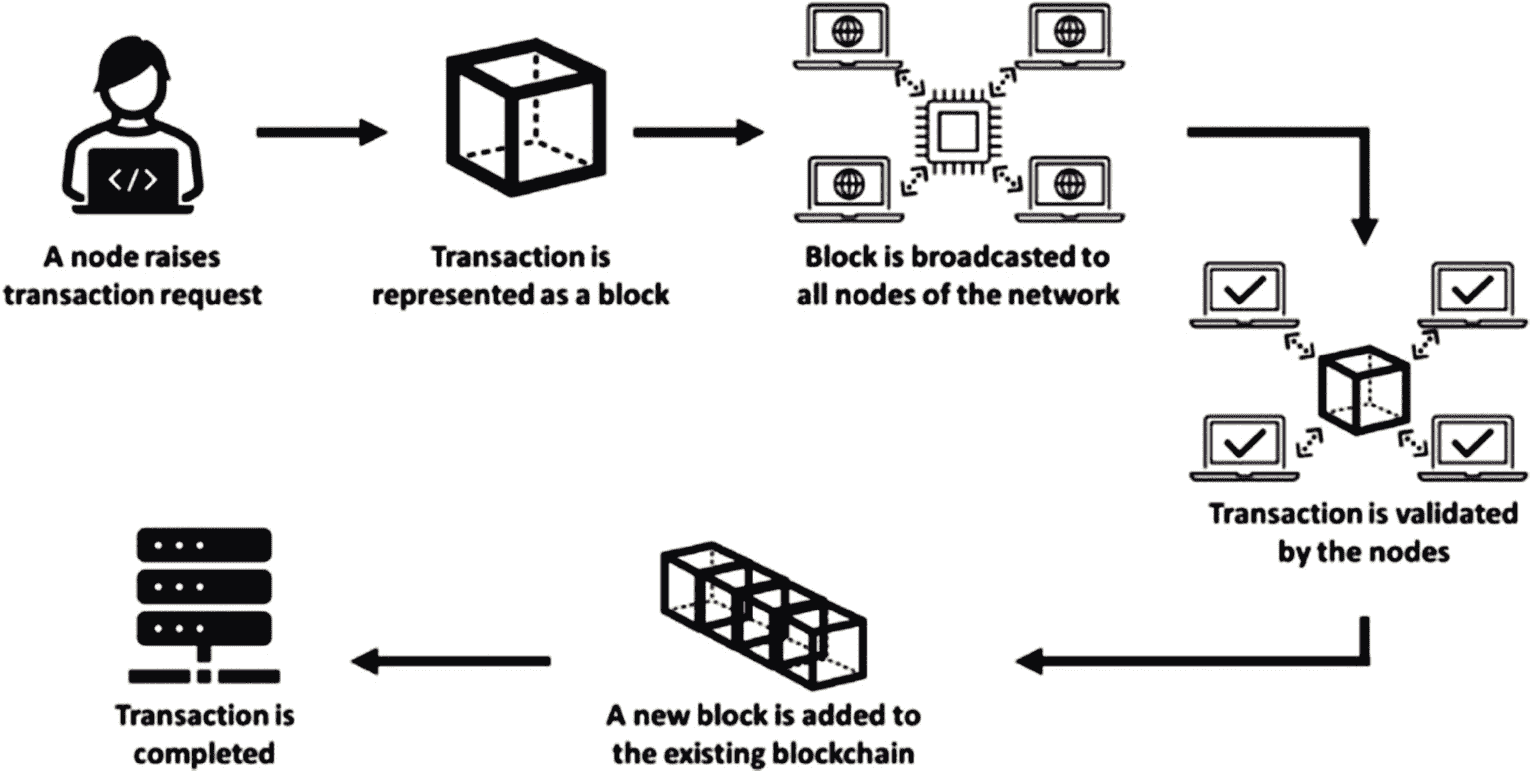 </>
A node raises
transaction request
Transaction is
represented as a block
Block is broadcasted to
all nodes of the network
Transaction is validated
by the nodes
A new block is added to
the existing blockchain
Transaction is
completed